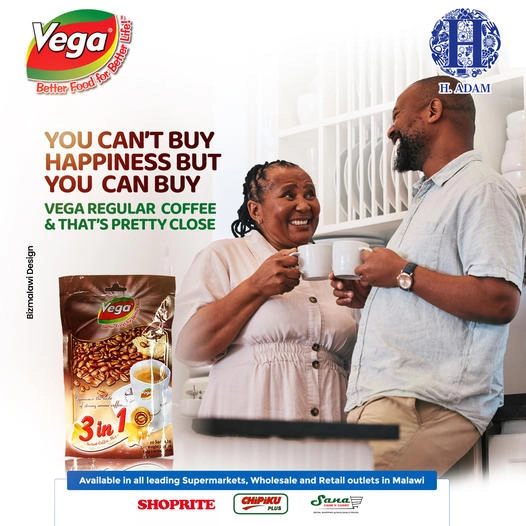 Vega
Better Food for Better Life!
H
H. ADAM
YOU CAN'T BUY
HAPPINESS BUT
YOU CAN BUY
VEGA REGULAR COFFEE
& THAT'S PRETTY CLOSE
Bizmalawi Design
Vega
3 in 1
Available in all leading Supermarkets, Wholesale and Retail outlets in Malawi
SHOPRITE
CHiPiKU
PLUS
Sana
CASH 'N CARRY